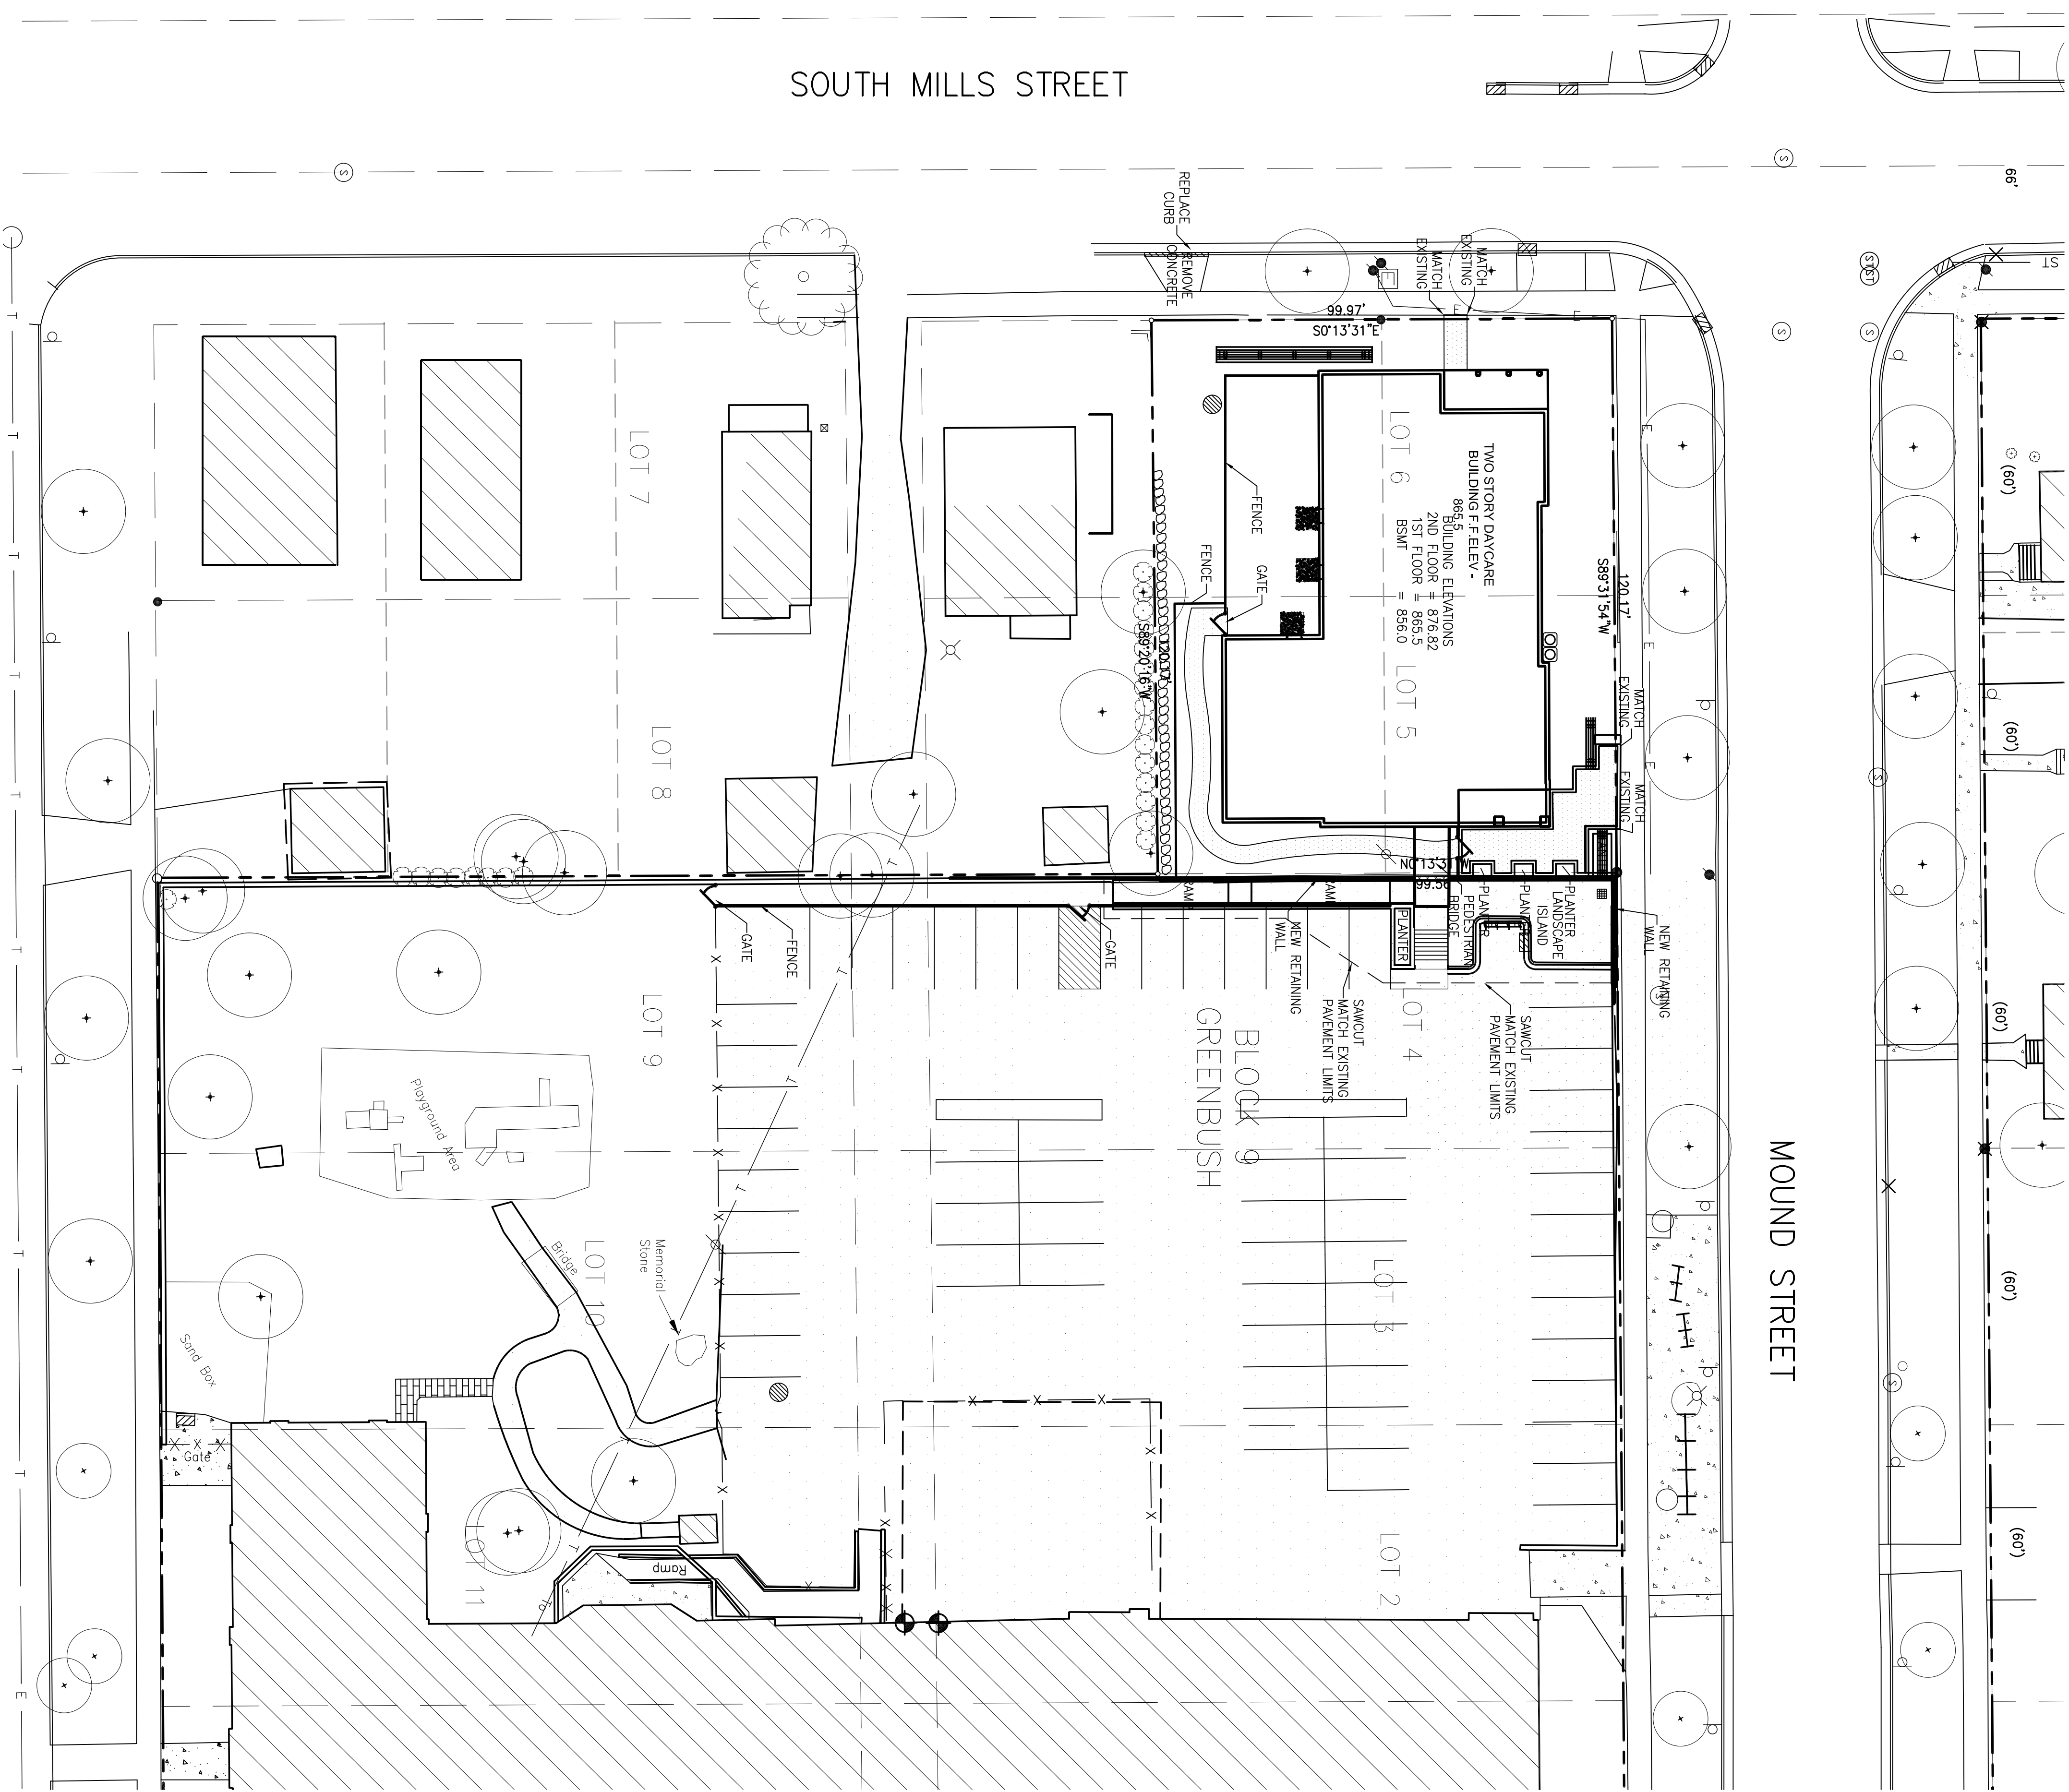 SOUTH MILLS STREET
66'
REPLACE
CURB
REMOVE
CONCRETE
MATCH
EXISTING
MATCH
EXISTING
ST
STST
99.97'
S0°13'31"E
E
E
E
E
E
E
LOT 7
LOT 6
TWO STORY DAYCARE
BUILDING F.F.ELEV -
865.5
BUILDING ELEVATIONS
2ND FLOOR = 876.82
1ST FLOOR = 865.5
BSMT = 856.0
FENCE
FENCE
GATE
120.17'
S89°31'54"W
S89°20'16"W
LOT 8
LOT 5
MATCH
EXISTING
MATCH
EXISTING
(60')
(60')
(60')
(60')
(60')
N0°13'31"W
99.56'
PLANTER
LANDSCAPE
ISLAND
PLANTER
PLANTER
PEDESTRIAN
BRIDGE
PLANTER
NEW RETAINING
WALL
NEW RETAINING
WALL
GATE
FENCE
GATE
LOT 9
SAWCUT
MATCH EXISTING
PAVEMENT LIMITS
LOT 4
SAWCUT
MATCH EXISTING
PAVEMENT LIMITS
BLOCK 9
GREENBUSH
MOUND STREET
Playground Area
Bridge
LOT 10
Memorial
Stone
LOT 3
Sand Box
Gate
LOT 11
Ramp
LOT 2